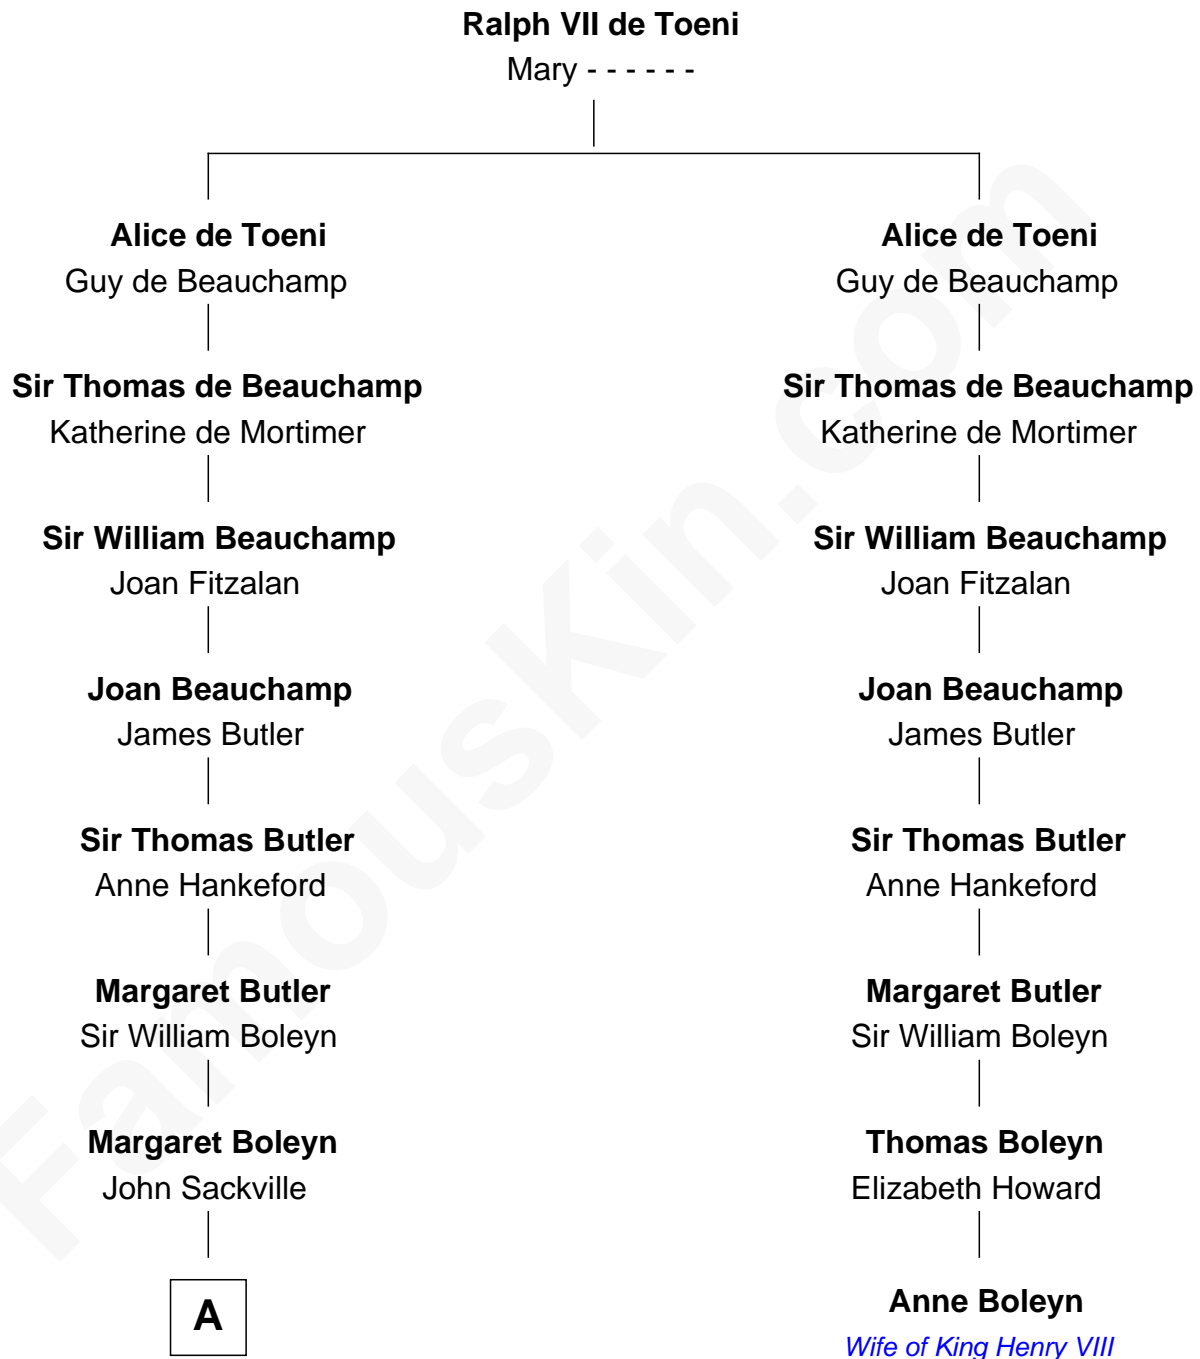 Ralph VII de Toeni
Mary - - - - - -
Alice de Toeni
Guy de Beauchamp
Sir Thomas de Beauchamp
Katherine de Mortimer
Sir William Beauchamp
Joan Fitzalan
Joan Beauchamp
James Butler
Sir Thomas Butler
Anne Hankeford
Margaret Butler
Sir William Boleyn
Margaret Boleyn
John Sackville
A
Alice de Toeni
Guy de Beauchamp
Sir Thomas de Beauchamp
Katherine de Mortimer
Sir William Beauchamp
Joan Fitzalan
Joan Beauchamp
James Butler
Sir Thomas Butler
Anne Hankeford
Margaret Butler
Sir William Boleyn
Thomas Boleyn
Elizabeth Howard
Anne Boleyn
Wife of King Henry VIII
FamousKin.com